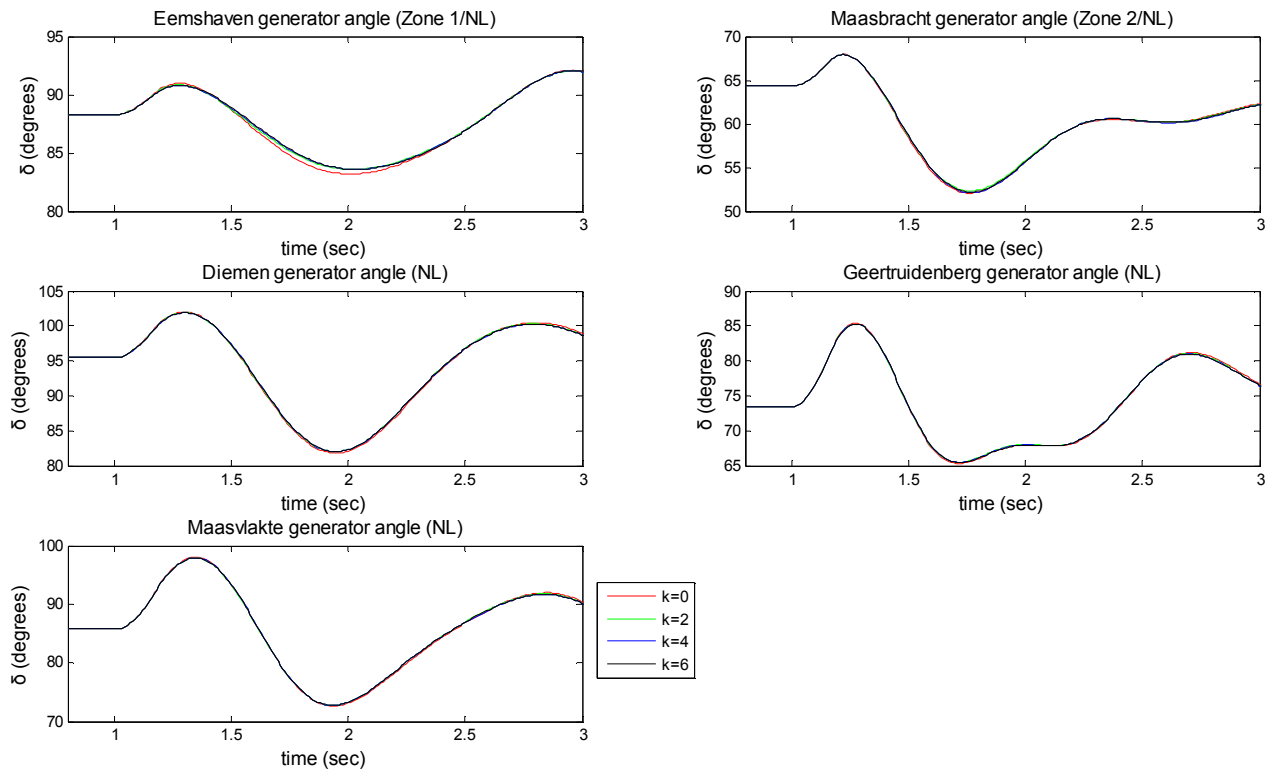 Eemshaven generator angle (Zone 1/NL)
95
90
85
80
δ (degrees)
1
1.5
2
2.5
3
time (sec)
Maasbracht generator angle (Zone 2/NL)
70
65
60
55
50
δ (degrees)
1
1.5
2
2.5
3
time (sec)
Diemen generator angle (NL)
105
100
95
90
85
80
δ (degrees)
1
1.5
2
2.5
3
time (sec)
Geertruidenberg generator angle (NL)
90
85
80
75
70
65
δ (degrees)
1
1.5
2
2.5
3
time (sec)
Maasvlakte generator angle (NL)
100
90
80
70
δ (degrees)
1
1.5
2
2.5
3
time (sec)
k=0
k=2
k=4
k=6